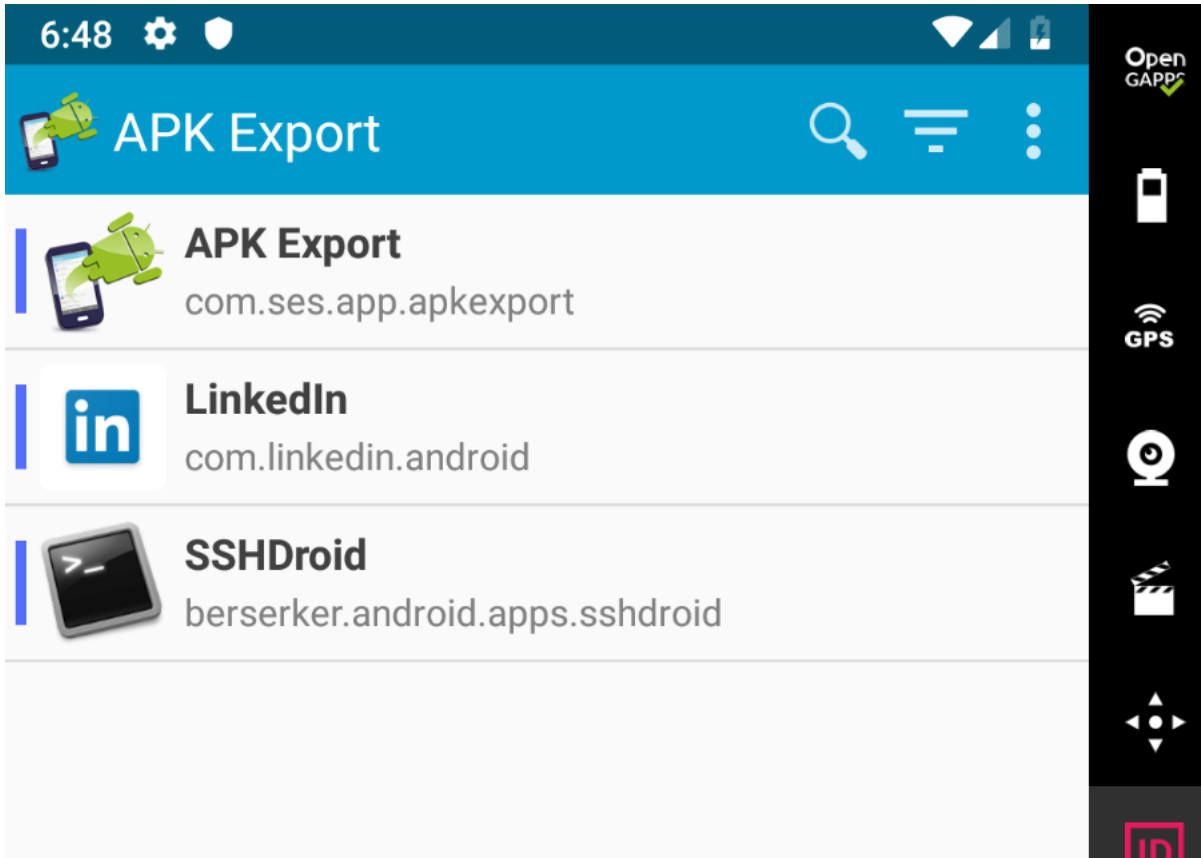 6:48
Open
GAPPS
APK Export
APK Export
com.ses.app.apkexport
GPS
in
LinkedIn
com.linkedin.android
>_
SSHDroid
berserker.android.apps.sshdroid
ID